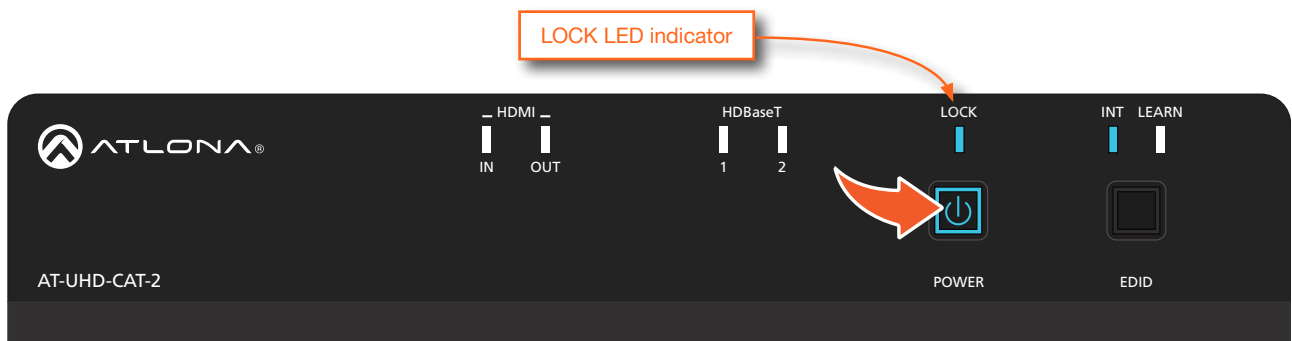 LOCK LED indicator
HDMI HDBaseT LOCK INT LEARN
ATLONA®
IN OUT 1 2
AT-UHD-CAT-2 POWER EDID